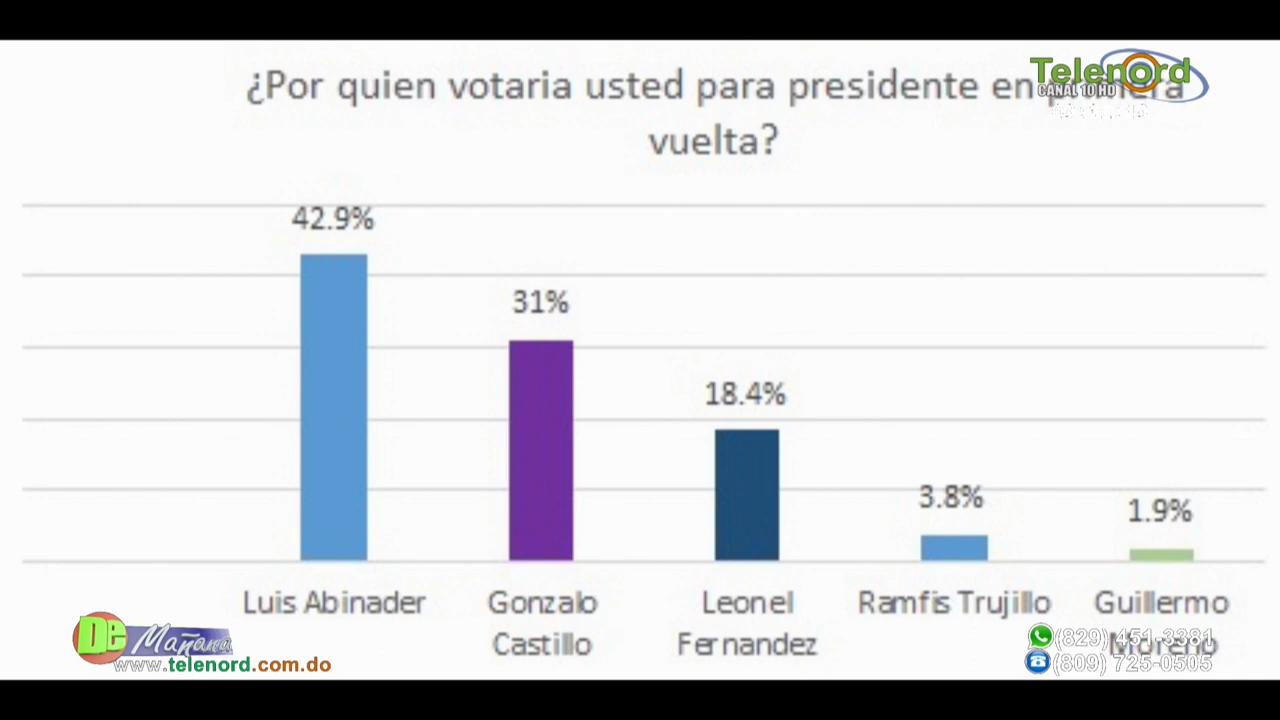 ¿Por quien votaria usted para presidente en
vuelta?
Telenord
CANAL 10 HD
42.9%
31%
18.4%
3.8%
1.9%
Luis Abinader
Gonzalo
Castillo
Leonel
Fernandez
Ramfis Trujillo
Guillermo
Moreno
De Mañana
www.telenord.com.do
(829) 451-3381
(809) 725-0505